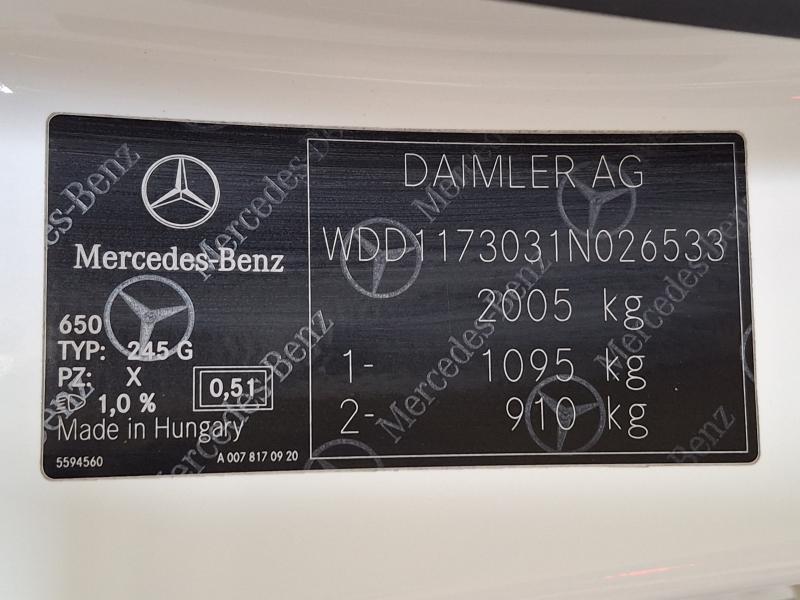 Mercedes-Benz
650
TYP: 245 G
PZ: X
0,51
1,0 %
Made in Hungary
5594560
A 007 817 09 20
DAIMLER AG
WDD1173031N026533
2005 kg
1- 1095 kg
2- 910 kg